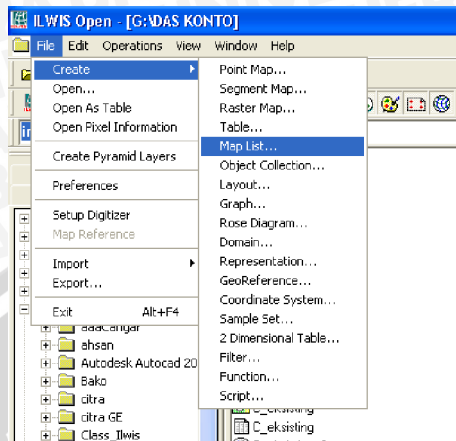 ILWIS Open - [G:\DAS KONTO]
File Edit Operations View Window Help
Create
Open...
Open As Table
Open Pixel Information
Create Pyramid Layers
Preferences
Setup Digitizer
Map Reference
Import
Export...
Exit Alt+F4
Point Map...
Segment Map...
Raster Map...
Table...
Map List...
Object Collection...
Layout...
Graph...
Rose Diagram...
Domain...
Representation...
GeoReference...
Coordinate System...
Sample Set...
2 Dimensional Table...
Filter...
Function...
Script...
ahsan
Autodesk Autocad 20
Bako
citra
citra GE
Class_Ilwis
C_eksisting
C_eksisting